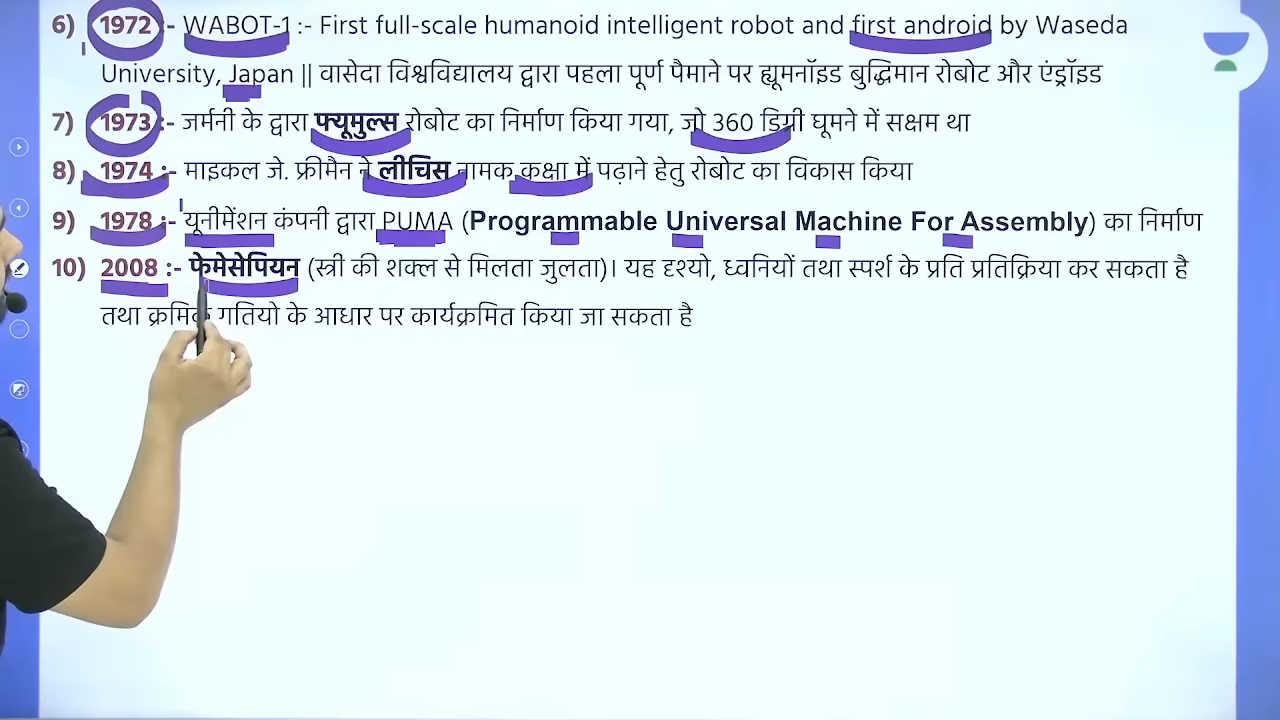 6) 1972 :- WABOT-1 :- First full-scale humanoid intelligent robot and first android by Waseda
University, Japan || वासेदा विश्वविद्यालय द्वारा पहला पूर्ण पैमाने पर ह्यूमनॉइड बुद्धिमान रोबोट और एंड्रॉइड
7) 1973 :- जर्मनी के द्वारा फ्यूमुल्स रोबोट का निर्माण किया गया, जो 360 डिग्री घूमने में सक्षम था
8) 1974 :- माइकल जे. फ्रीमैन ने लीचिस नामक कक्षा में पढ़ाने हेतु रोबोट का विकास किया
9) 1978 :- यूनीमेंशन कंपनी द्वारा PUMA (Programmable Universal Machine For Assembly) का निर्माण
10) 2008 :- फेमेसेपियन (स्त्री की शक्ल से मिलता जुलता)। यह दृश्यो, ध्वनियों तथा स्पर्श के प्रति प्रतिक्रिया कर सकता है
तथा क्रमिक गतियो के आधार पर कार्यक्रमित किया जा सकता है